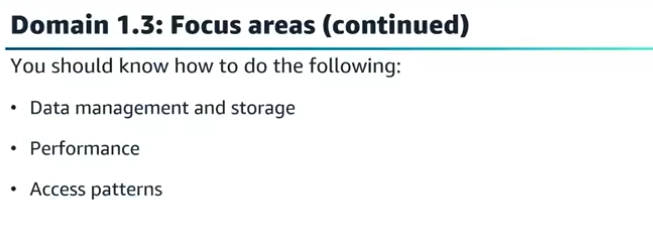 Domain 1.3: Focus areas (continued)
You should know how to do the following:
• Data management and storage
• Performance
• Access patterns